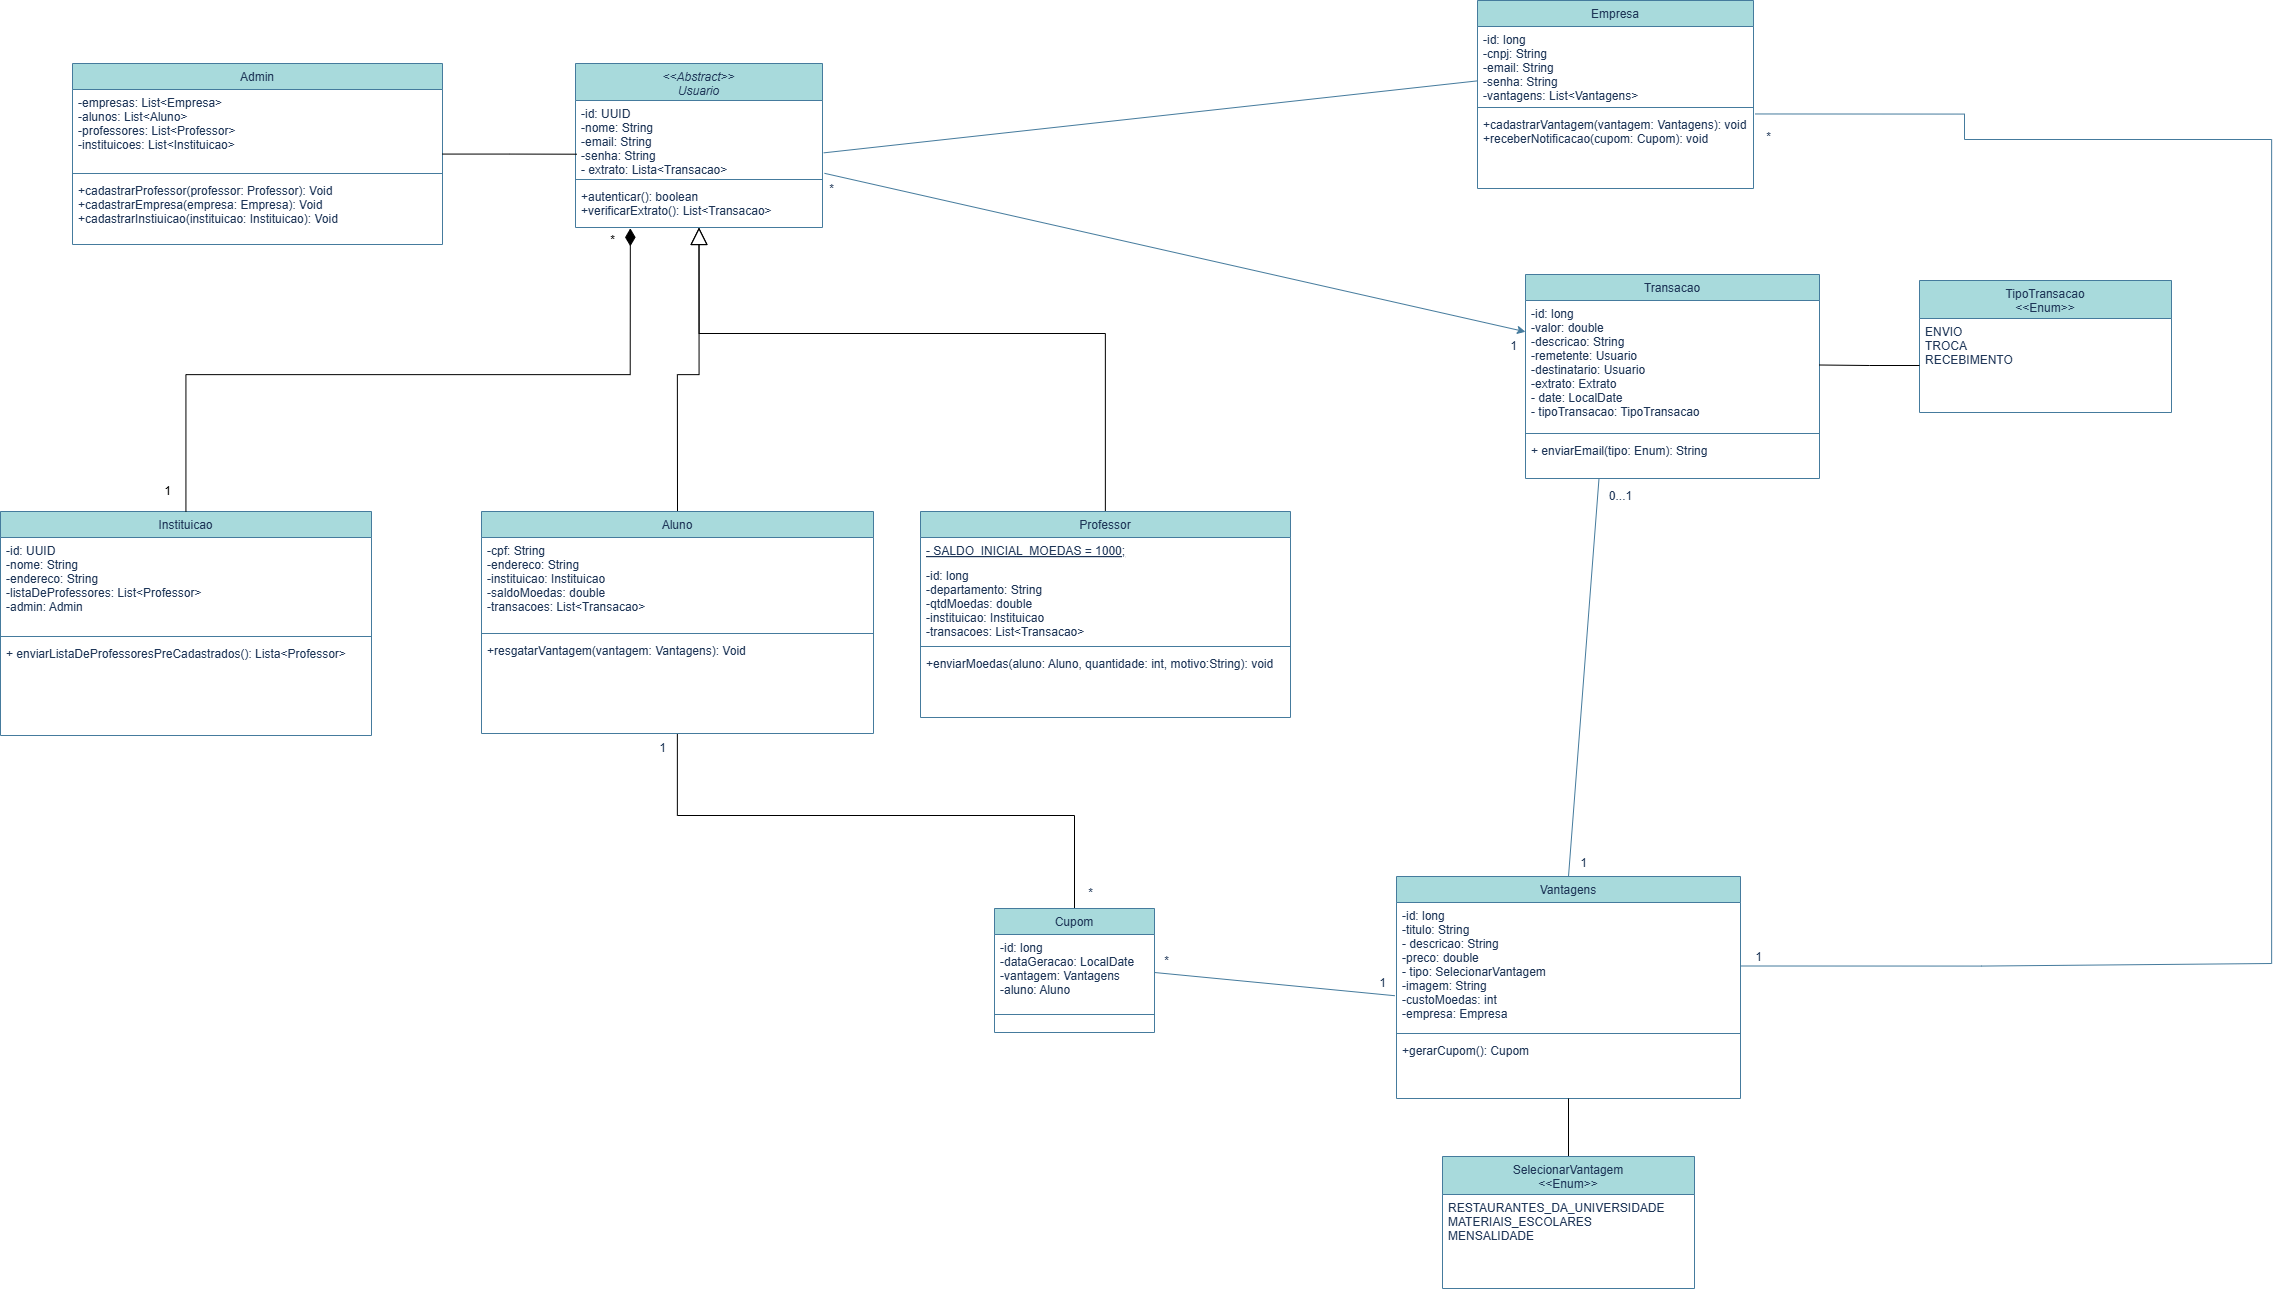 Empresa
-id: long
-cnpj: String
-email: String
-senha: String
-vantagens: List<Vantagens>
+cadastrarVantagem(vantagem: Vantagens): void
+receberNotificacao(cupom: Cupom): void
*
Admin
-empresas: List<Empresa>
-alunos: List<Aluno>
-professores: List<Professor>
-instituicoes: List<Instituicao>
+cadastrarProfessor(professor: Professor): Void
+cadastrarEmpresa(empresa: Empresa): Void
+cadastrarInstiuicao(instituicao: Instituicao): Void
<<Abstract>>
Usuario
-id: UUID
-nome: String
-email: String
-senha: String
- extrato: Lista<Transacao>
+autenticar(): boolean
+verificarExtrato(): List<Transacao>
*
*
Transacao
-id: long
-valor: double
-descricao: String
-remetente: Usuario
-destinatario: Usuario
-extrato: Extrato
- date: LocalDate
- tipoTransacao: TipoTransacao
+ enviarEmail(tipo: Enum): String
1
0...1
TipoTransacao
<<Enum>>
ENVIO
TROCA
RECEBIMENTO
1
Instituicao
-id: UUID
-nome: String
-endereco: String
-listaDeProfessores: List<Professor>
-admin: Admin
+ enviarListaDeProfessoresPreCadastrados(): Lista<Professor>
Aluno
-cpf: String
-endereco: String
-instituicao: Instituicao
-saldoMoedas: double
-transacoes: List<Transacao>
+resgatarVantagem(vantagem: Vantagens): Void
1
Professor
- SALDO_INICIAL_MOEDAS = 1000;
-id: long
-departamento: String
-qtdMoedas: double
-instituicao: Instituicao
-transacoes: List<Transacao>
+enviarMoedas(aluno: Aluno, quantidade: int, motivo:String): void
*
Cupom
-id: long
-dataGeracao: LocalDate
-vantagem: Vantagens
-aluno: Aluno
*
1
1
Vantagens
-id: long
-titulo: String
- descricao: String
-preco: double
- tipo: SelecionarVantagem
-imagem: String
-custoMoedas: int
-empresa: Empresa
+gerarCupom(): Cupom
1
SelecionarVantagem
<<Enum>>
RESTAURANTES_DA_UNIVERSIDADE
MATERIAIS_ESCOLARES
MENSALIDADE